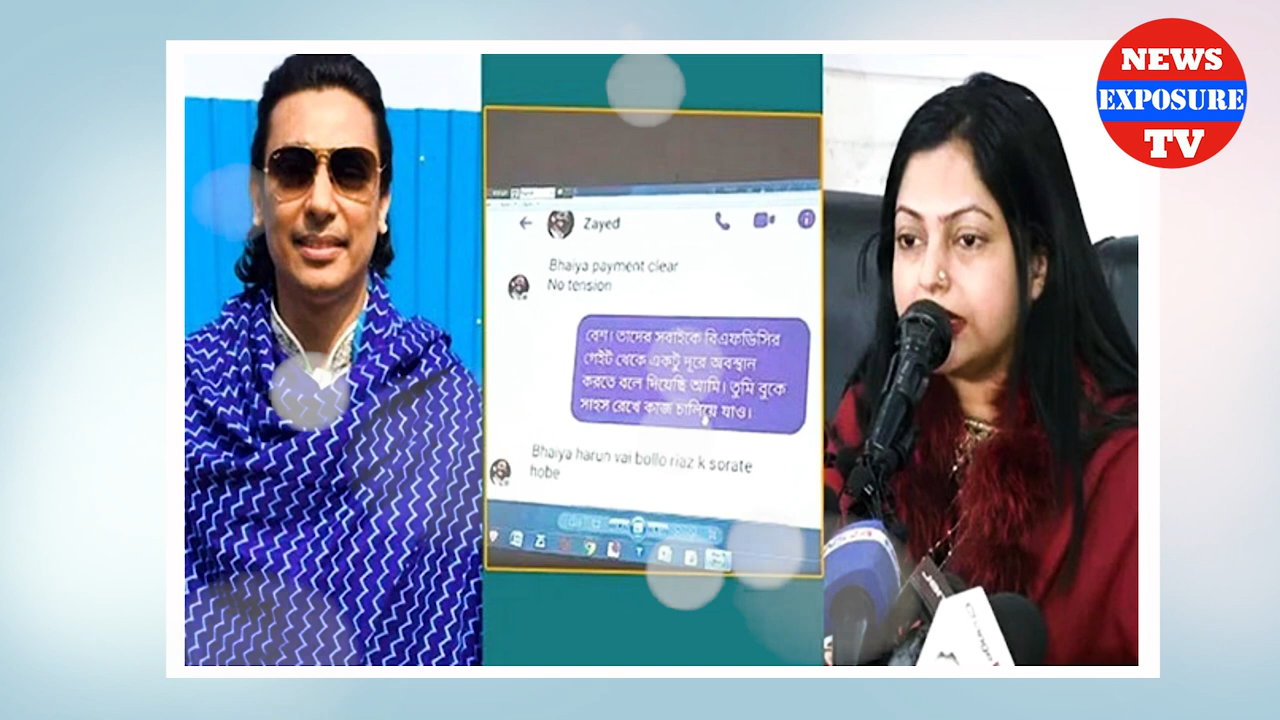 NEWS
EXPOSURE
TV
Zayed
Bhaiya payment clear
No tension
বেশ। তাদের সবাইকে বিএফডিসির
গেইট থেকে একটু দূরে অবস্থান
করতে বলে দিয়েছি আমি। তুমি বুকে
সাহস রেখে কাজ চালিয়ে যাও।
Bhaiya harun vai bollo riaz k sorate
hobe